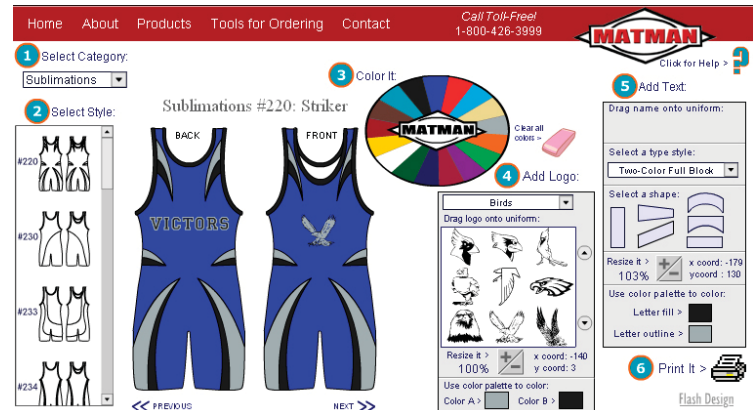 Home About Products Tools for Ordering Contact
Call Toll-Free!
1-800-426-3999
MATMAN
Click for Help > ?
1 Select Category:
Sublimations
2 Select Style:
#220
#230
#233
#234
Sublimations #220: Striker
BACK
FRONT
VICTORS
<< PREVIOUS
NEXT >>
3 Color It:
MATMAN
Clear all
colors >
4 Add Logo:
Birds
Drag logo onto uniform:
Resize it >
100%
x coord: -140
y coord: 3
Use color palette to color:
Color A > Color B >
5 Add Text:
Drag name onto uniform:
Select a type style:
Two-Color Full Block
Select a shape:
Resize it >
103%
x coord: -179
ycoord : 130
Use color palette to color:
Letter fill >
Letter outline >
6 Print It >
Flash Design